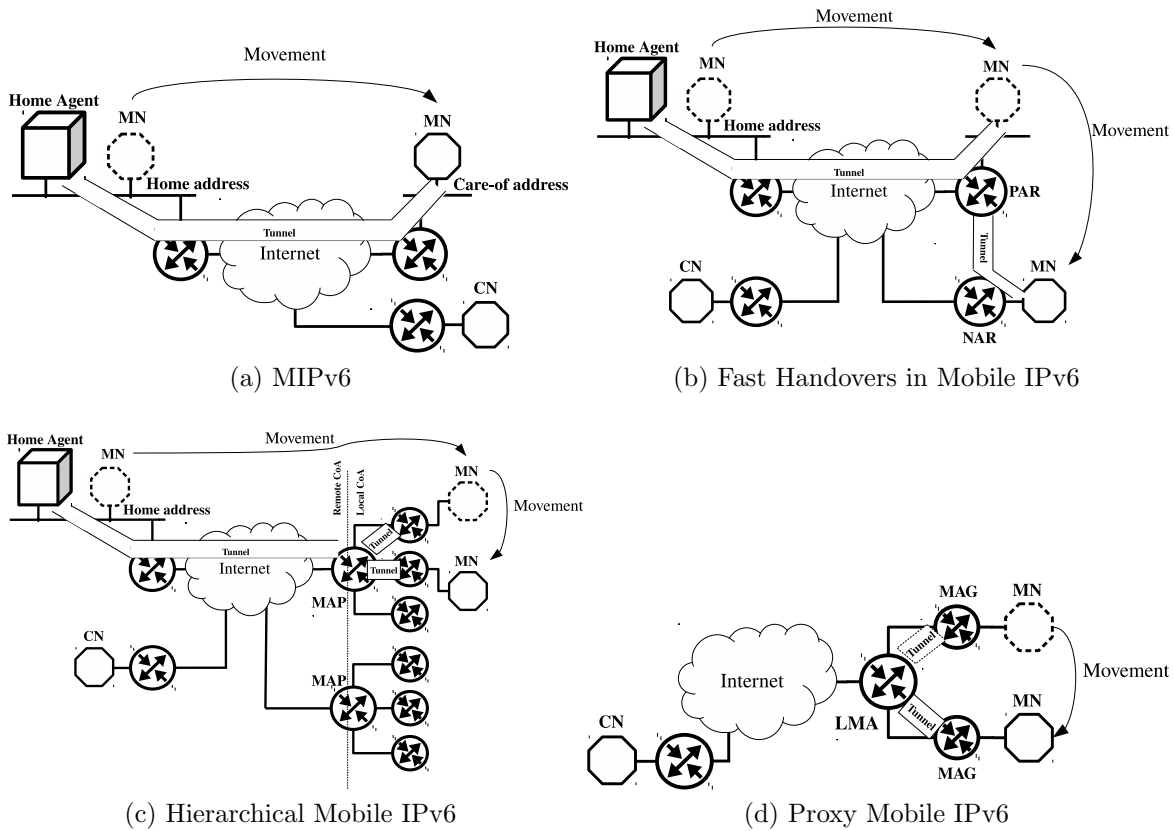 Movement
Home Agent
MN
MN
Home address
Care-of address
Tunnel
Internet
CN
(a) MIPv6
Movement
Home Agent
MN
MN
Movement
Home address
Tunnel
Internet
PAR
Tunnel
CN
MN
NAR
(b) Fast Handovers in Mobile IPv6
Home Agent
MN
Movement
MN
Remote CoA
Local CoA
Movement
Home address
Tunnel
Tunnel
Tunnel
MN
Internet
MAP
CN
MAP
(c) Hierarchical Mobile IPv6
MAG
MN
Tunnel
Internet
Movement
MN
Tunnel
LMA
CN
MAG
(d) Proxy Mobile IPv6